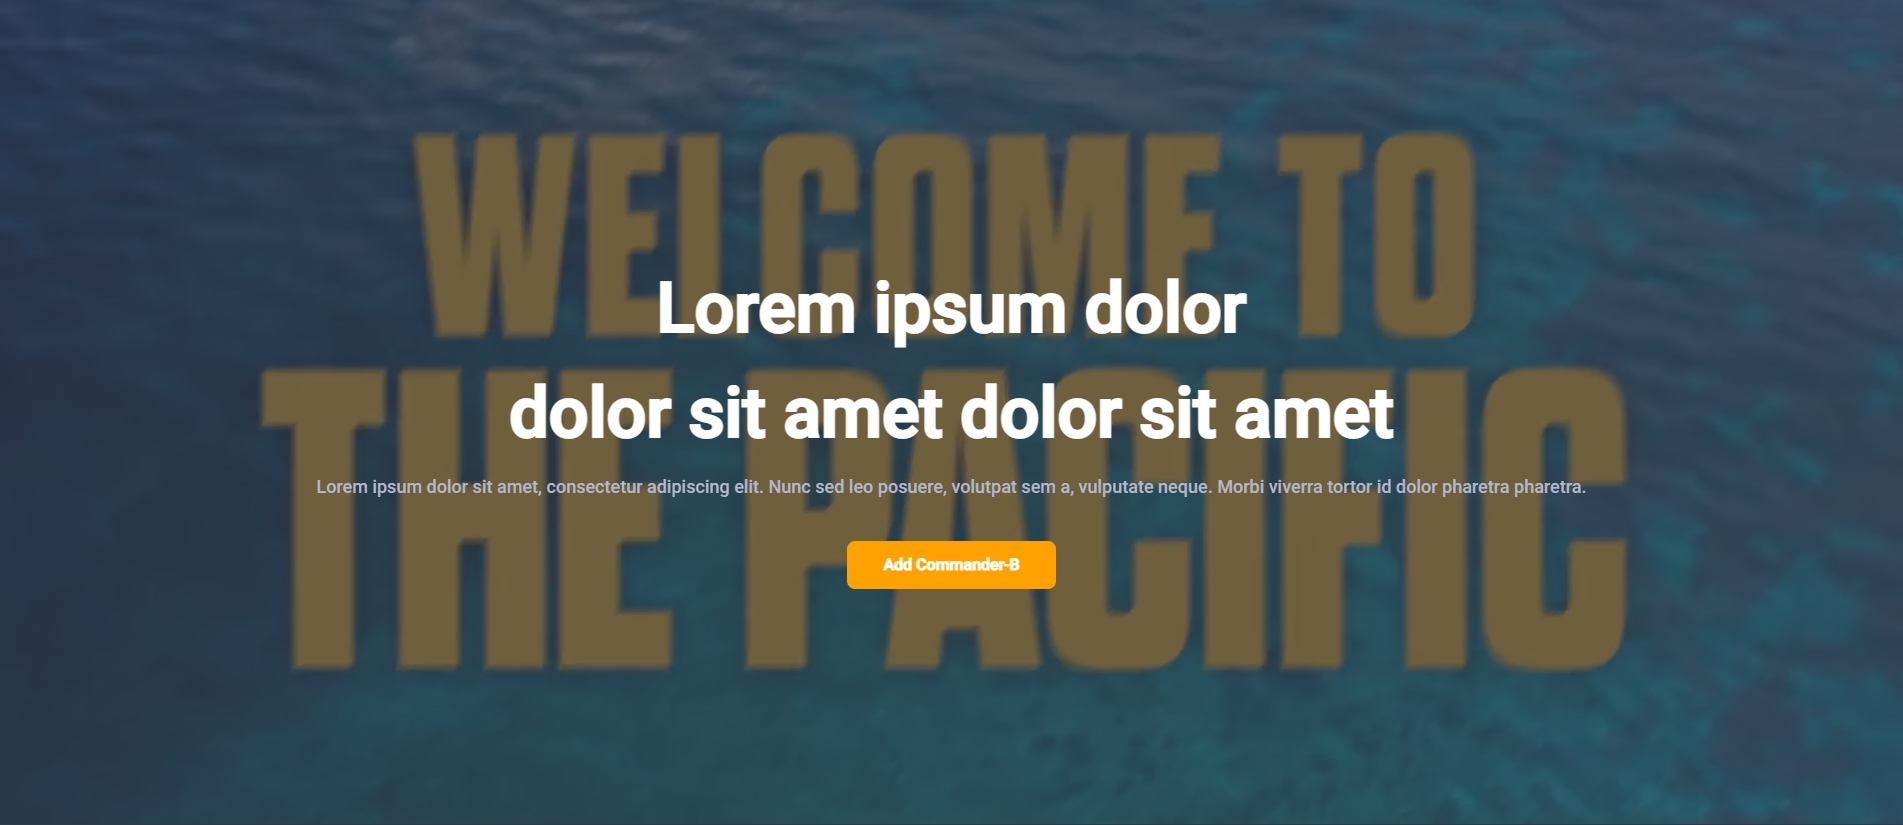 WELCOME TO
THE PACIFIC
Lorem ipsum dolor
dolor sit amet dolor sit amet
Lorem ipsum dolor sit amet, consectetur adipiscing elit. Nunc sed leo posuere, volutpat sem a, vulputate neque. Morbi viverra tortor id dolor pharetra pharetra.
Add Commander-B